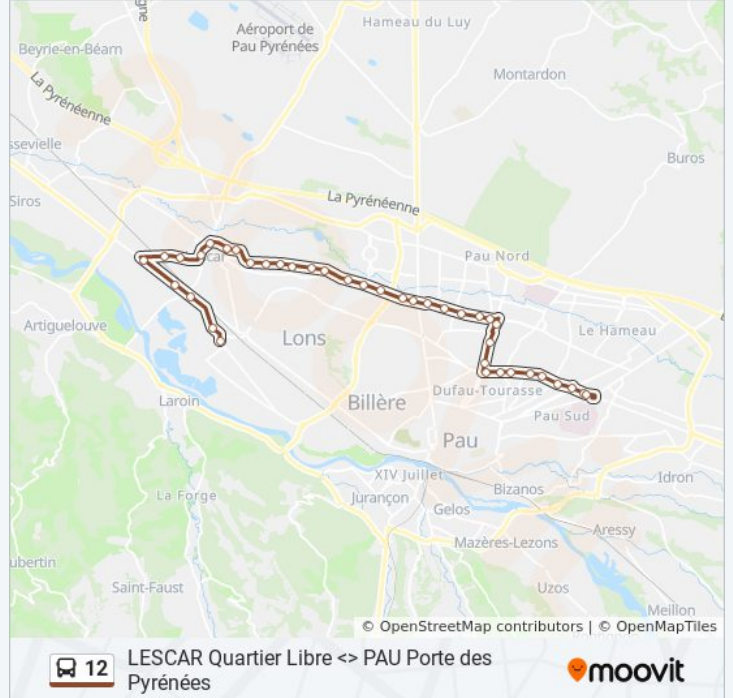 Aéroport de
Pau Pyrénées
Hameau du Luy
Beyrie-en-Béarn
Montardon
La Pyrénéenne
ssevielle
Buros
Siros
La Pyrénéenne
Pau Nord
Artiguelouve
Lons
Le Hameau
Laroin
Billère
Dufau-Tourasse
Pau Sud
Pau
XIV Juillet
Idron
La Forge
Jurançon
Bizanos
Gelos
Aressy
Mazères-Lezons
ubertin
Saint-Faust
Uzos
Meillon
© OpenStreetMap contributors | © OpenMapTiles
12
LESCAR Quartier Libre <> PAU Porte des
Pyrénées
moovit